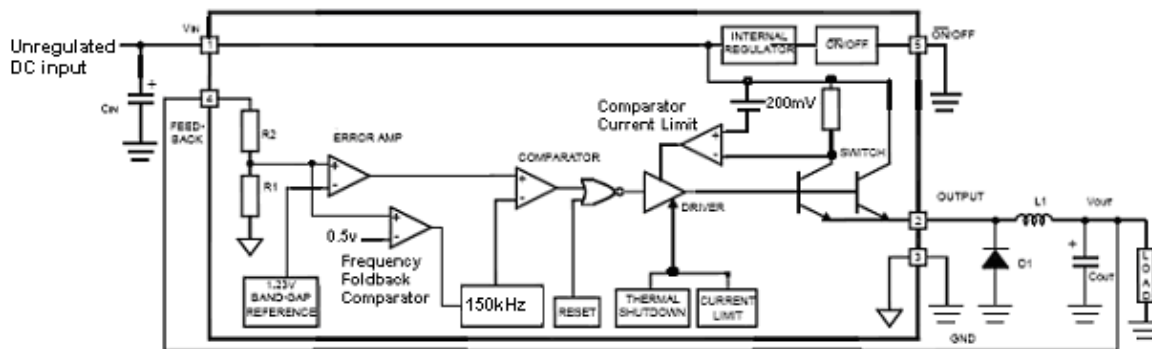 VIN
Unregulated
DC input
1
INTERNAL
REGULATOR
ON/OFF
5
ON/OFF
CIN
+
4
FEED-
BACK
R2
R1
ERROR AMP
+
-
COMPARATOR
+
-
Comparator
Current Limit
200mV
+
-
SWITCH
DRIVER
0.5v
+
-
Frequency
Foldback
Comparator
1.23V
BAND-GAP
REFERENCE
150kHz
RESET
THERMAL
SHUTDOWN
CURRENT
LIMIT
OUTPUT
2
3
L1
VOUT
D1
+
COUT
LOAD
GND